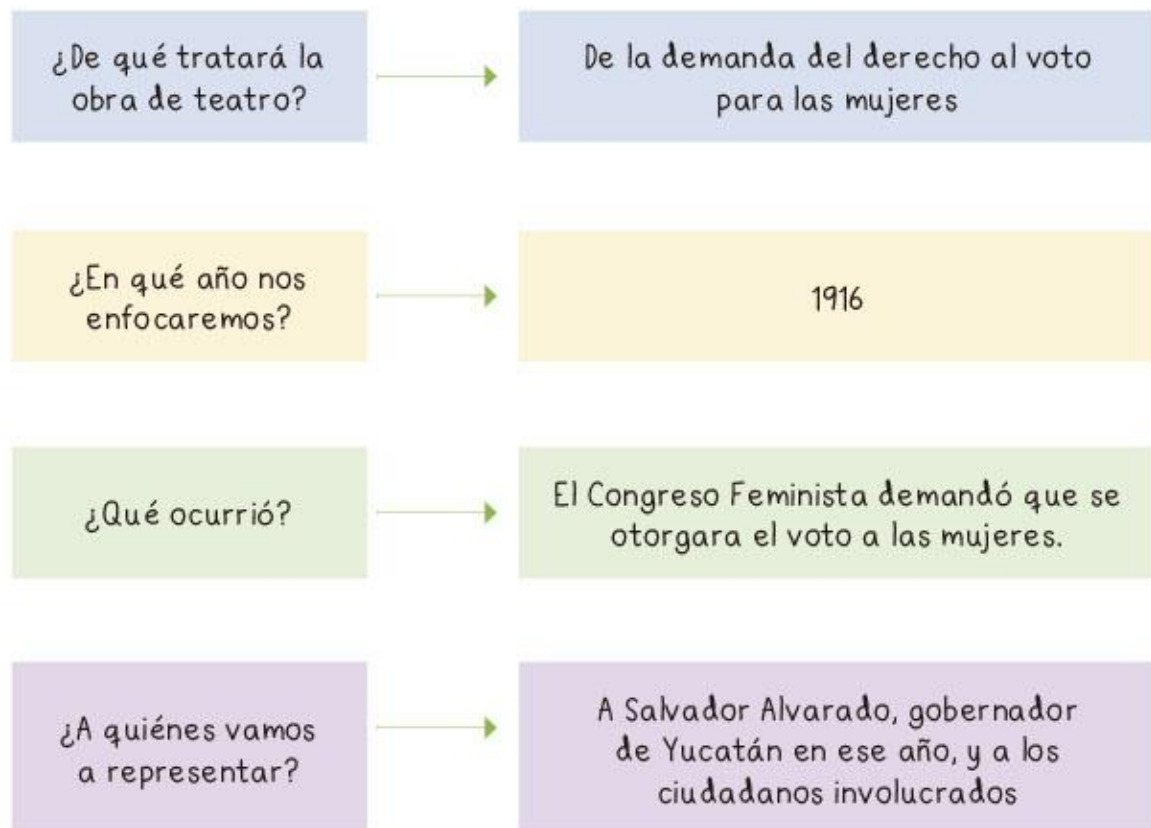 ¿De qué tratará la
obra de teatro?
De la demanda del derecho al voto
para las mujeres
¿En qué año nos
enfocaremos?
1916
¿Qué ocurrió?
El Congreso Feminista demandó que se
otorgara el voto a las mujeres.
¿A quiénes vamos
a representar?
A Salvador Alvarado, gobernador
de Yucatán en ese año, y a los
ciudadanos involucrados